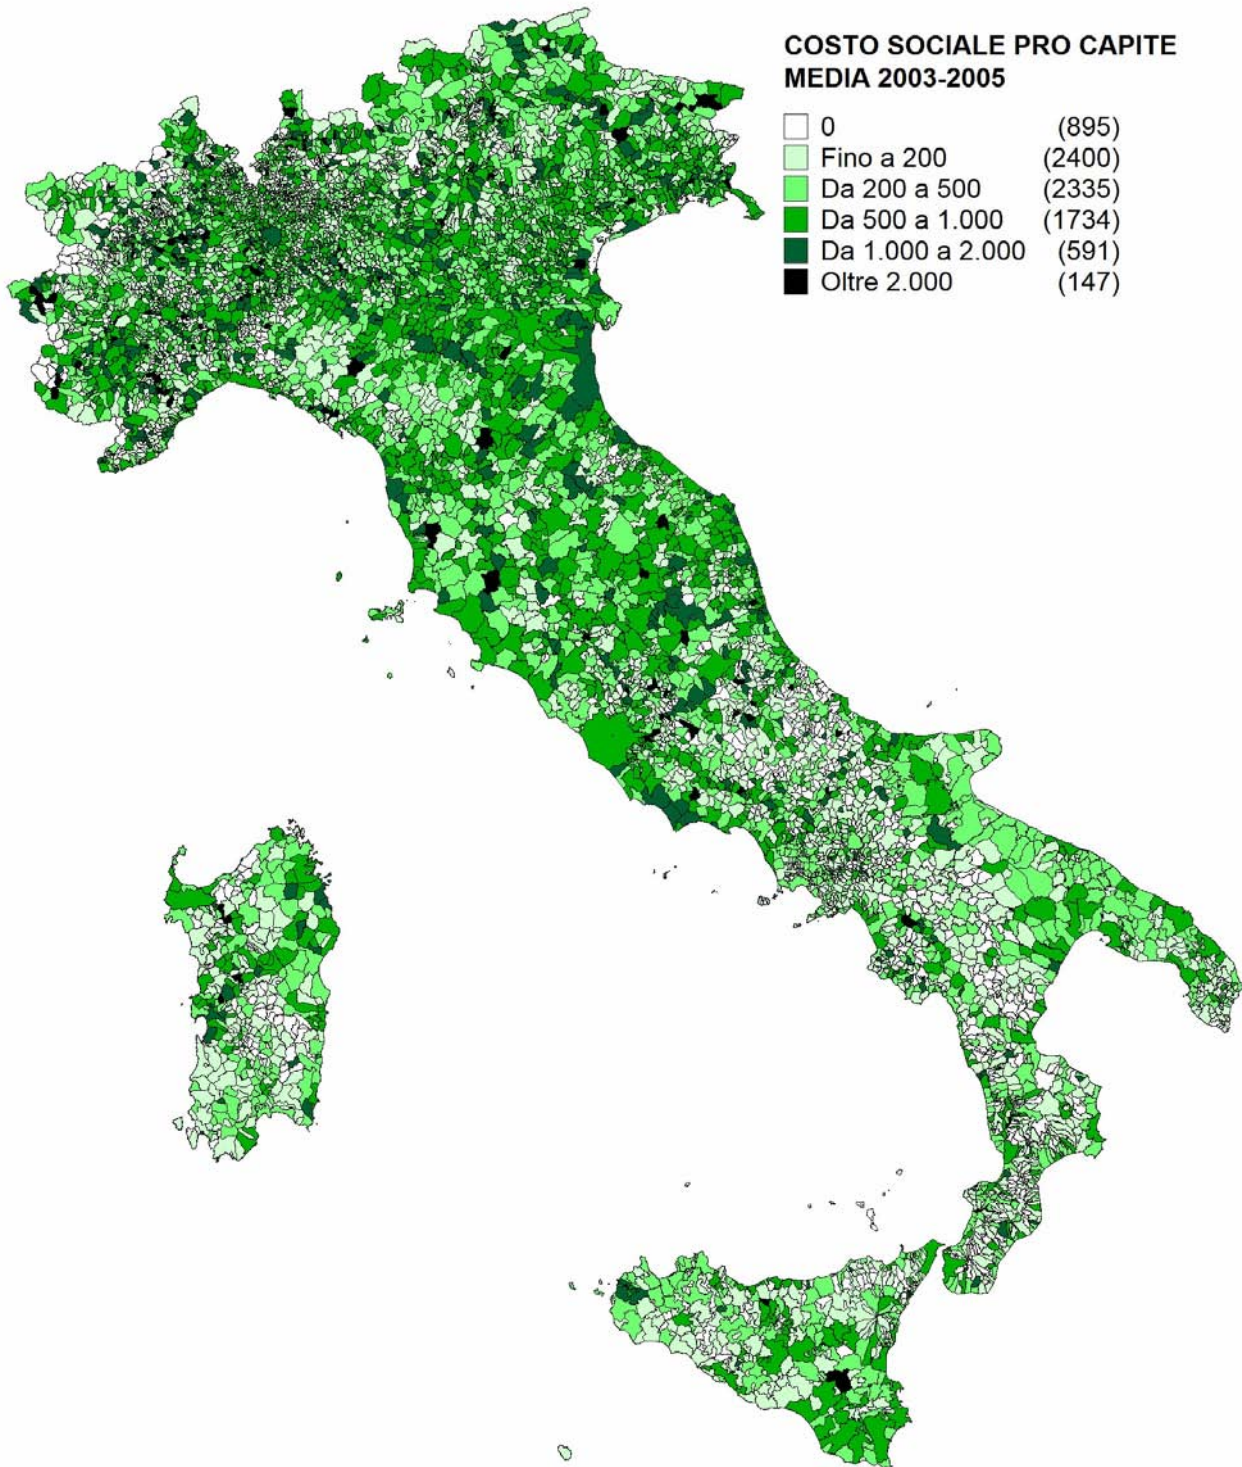 COSTO SOCIALE PRO CAPITE
MEDIA 2003-2005
0 (895)
Fino a 200 (2400)
Da 200 a 500 (2335)
Da 500 a 1.000 (1734)
Da 1.000 a 2.000 (591)
Oltre 2.000 (147)